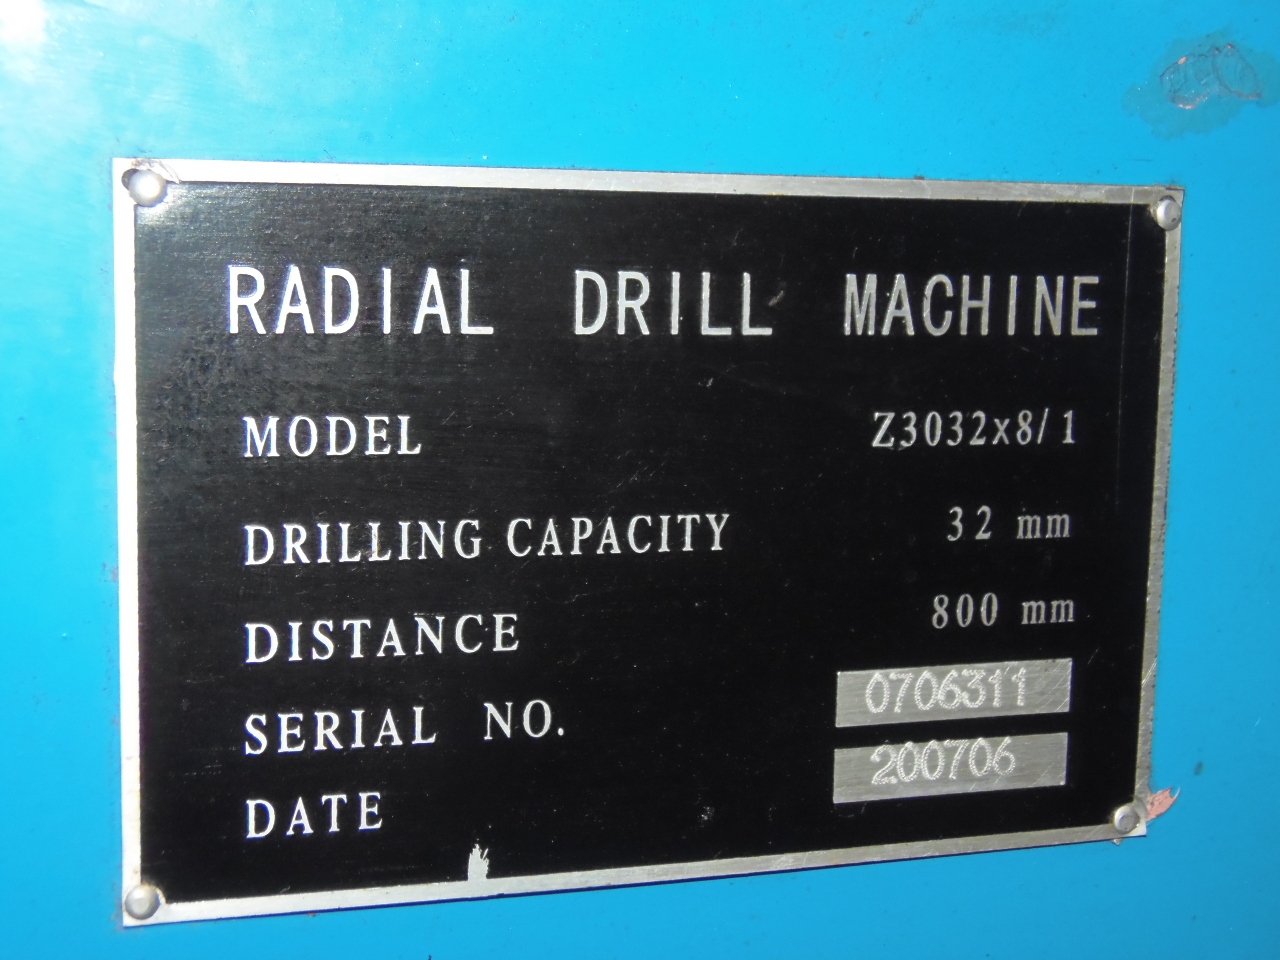 RADIAL DRILL MACHINE
MODEL Z3032x8/1
DRILLING CAPACITY 32 mm
DISTANCE 800 mm
SERIAL NO. 0706311
DATE 200706